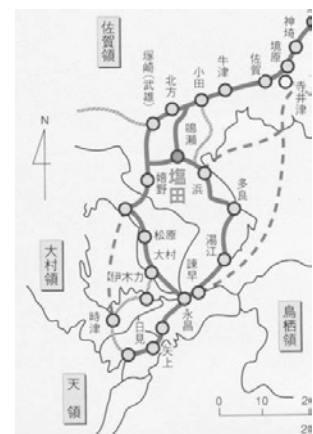 佐賀領
神埼
境原
佐賀
牛津
小田
北方
塚崎(武雄)
寺井津
鳴瀬
N
塩田
浜
嬉野
多良
松原
大村
湯江
諫早
大村領
伊木力
永昌
時津
日見
矢上
鳥栖領
天領
0
10